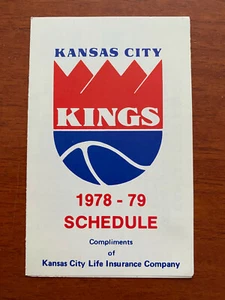 KANSAS CITY
KINGS
1978 - 79
SCHEDULE
Compliments
of
Kansas City Life Insurance Company